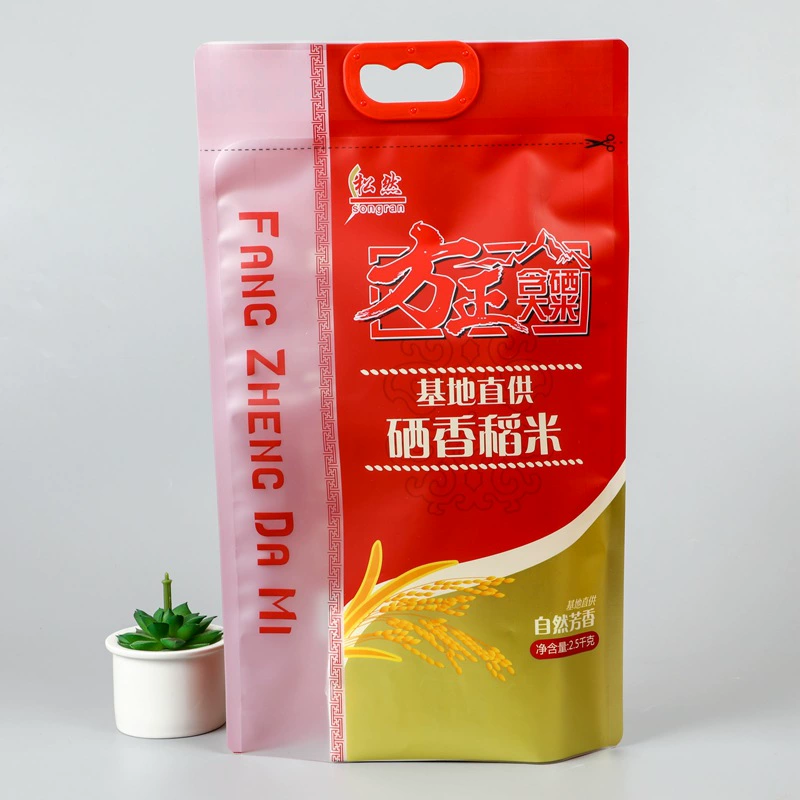 FANG ZHENG DA MI
松然
songran
方正
含硒
大米
基地直供
硒香稻米
基地直供
自然芳香
净含量:2.5千克